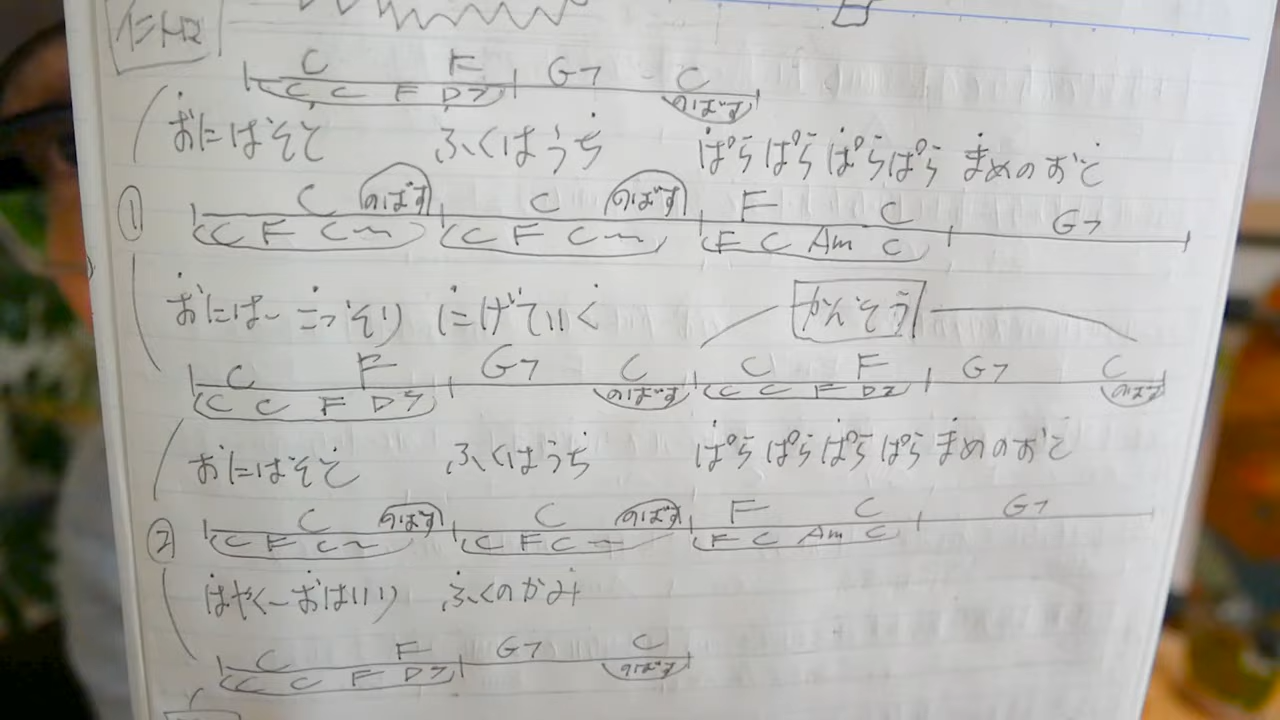 C F G7 C
C C F D7 のばす
おにはそと ふくはうち ぱらぱらぱらぱら まめのおと
① C のばす C のばす F C G7
C F C〜 C F C〜 F C Am C
おには〜 こっそり にげていく かんそう
C F G7 C C F G7 C
C C F D7 のばす C C F D7 のばす
おにはそと ふくはうち ぱらぱらぱらぱら まめのおと
② C のばす C のばす F C G7
C F C〜 C F C〜 F C Am C
はやく〜おはいり ふくのかみ
C F G7 C
C C F D7 のばす